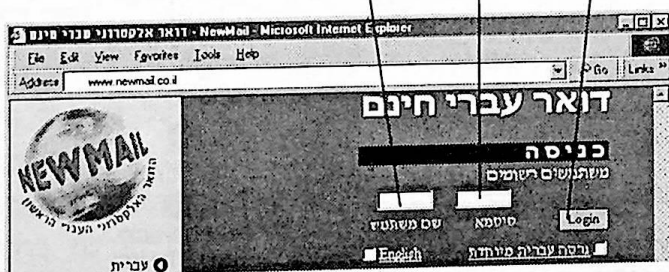 דואר אלקטרוני עברי חינם - NewMail - Microsoft Internet Explorer
File Edit View Favorites Tools Help
Address www.newmail.co.il Go Links »
דואר עברי חינם
NEWMAIL
הדואר האלקטרוני העברי הראשון
כניסה
משתמשים רשומים
שם משתמש סיסמא Login
English גרסה עברית מיוחדת
עברית